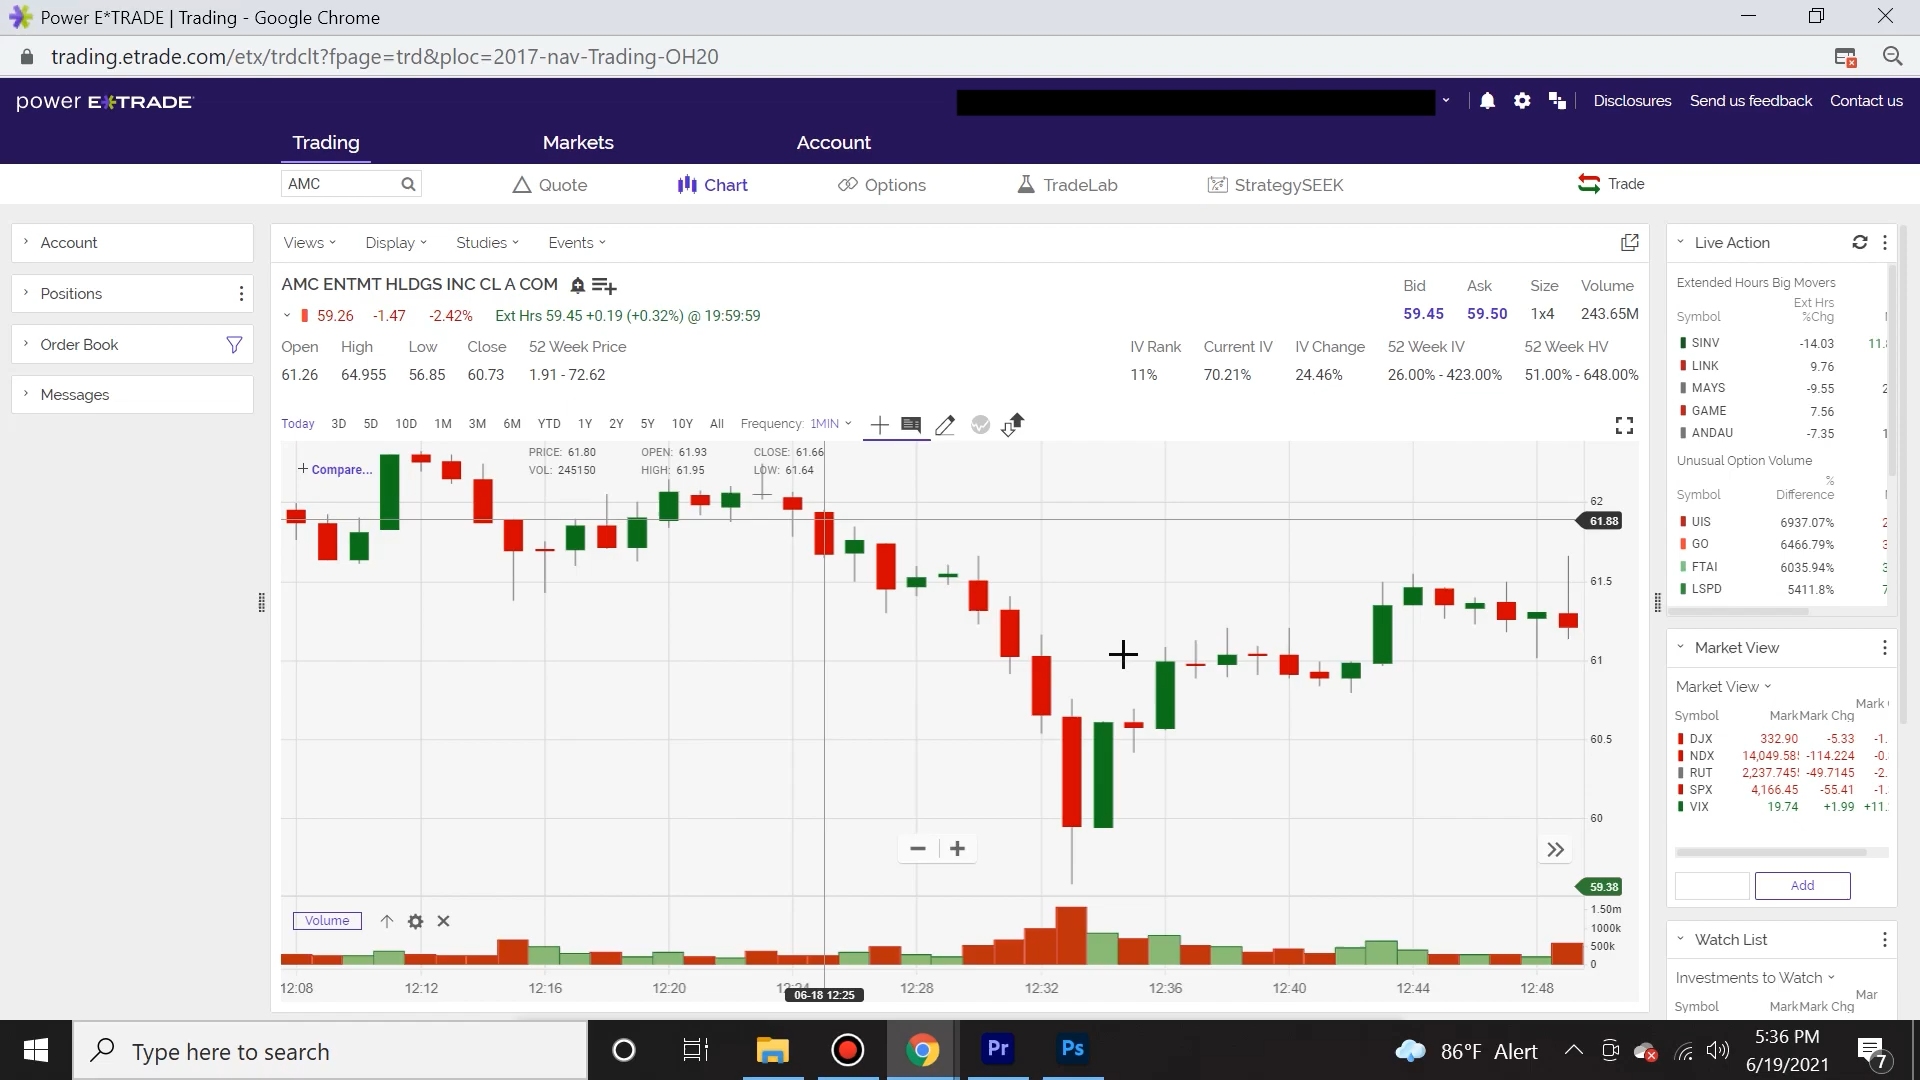 Power E*TRADE | Trading - Google Chrome
trading.etrade.com/etx/trdclt?fpage=trd&ploc=2017-nav-Trading-OH20
power E*TRADE
Disclosures Send us feedback Contact us
Trading Markets Account
AMC Quote Chart Options TradeLab StrategySEEK Trade
Account
Positions
Order Book
Messages
Views Display Studies Events
AMC ENTMT HLDGS INC CL A COM
Bid Ask Size Volume
59.26 -1.47 -2.42% Ext Hrs 59.45 +0.19 (+0.32%) @ 19:59:59
59.45 59.50 1x4 243.65M
Open High Low Close 52 Week Price
IV Rank Current IV IV Change 52 Week IV 52 Week HV
61.26 64.955 56.85 60.73 1.91 - 72.62
11% 70.21% 24.46% 26.00% - 423.00% 51.00% - 648.00%
Today 3D 5D 10D 1M 3M 6M YTD 1Y 2Y 5Y 10Y All Frequency: 1MIN
+ Compare...
PRICE: 61.80 OPEN: 61.93 CLOSE: 61.66
VOL: 245150 HIGH: 61.95 LOW: 61.64
62
61.88
61.5
61
60.5
60
59.38
Volume
1.50m
1000k
500k
0
12:08 12:12 12:16 12:20 12:24 12:28 12:32 12:36 12:40 12:44 12:48
06-18 12:25
Live Action
Extended Hours Big Movers
Ext Hrs
Symbol %Chg
SINV -14.03
LINK 9.76
MAYS -9.55
GAME 7.56
ANDAU -7.35
Unusual Option Volume
%
Symbol Difference
UIS 6937.07%
GO 6466.79%
FTAI 6035.94%
LSPD 5411.8%
Market View
Market View
Mark
Symbol Mark Mark Chg
DJX 332.90 -5.33
NDX 14,049.58 -114.224
RUT 2,237.745 -49.7145
SPX 4,166.45 -55.41
VIX 19.74 +1.99
Add
Watch List
Investments to Watch
Mar
Symbol Mark Mark Chg
Type here to search
Pr
Ps
86°F Alert
5:36 PM
6/19/2021
7